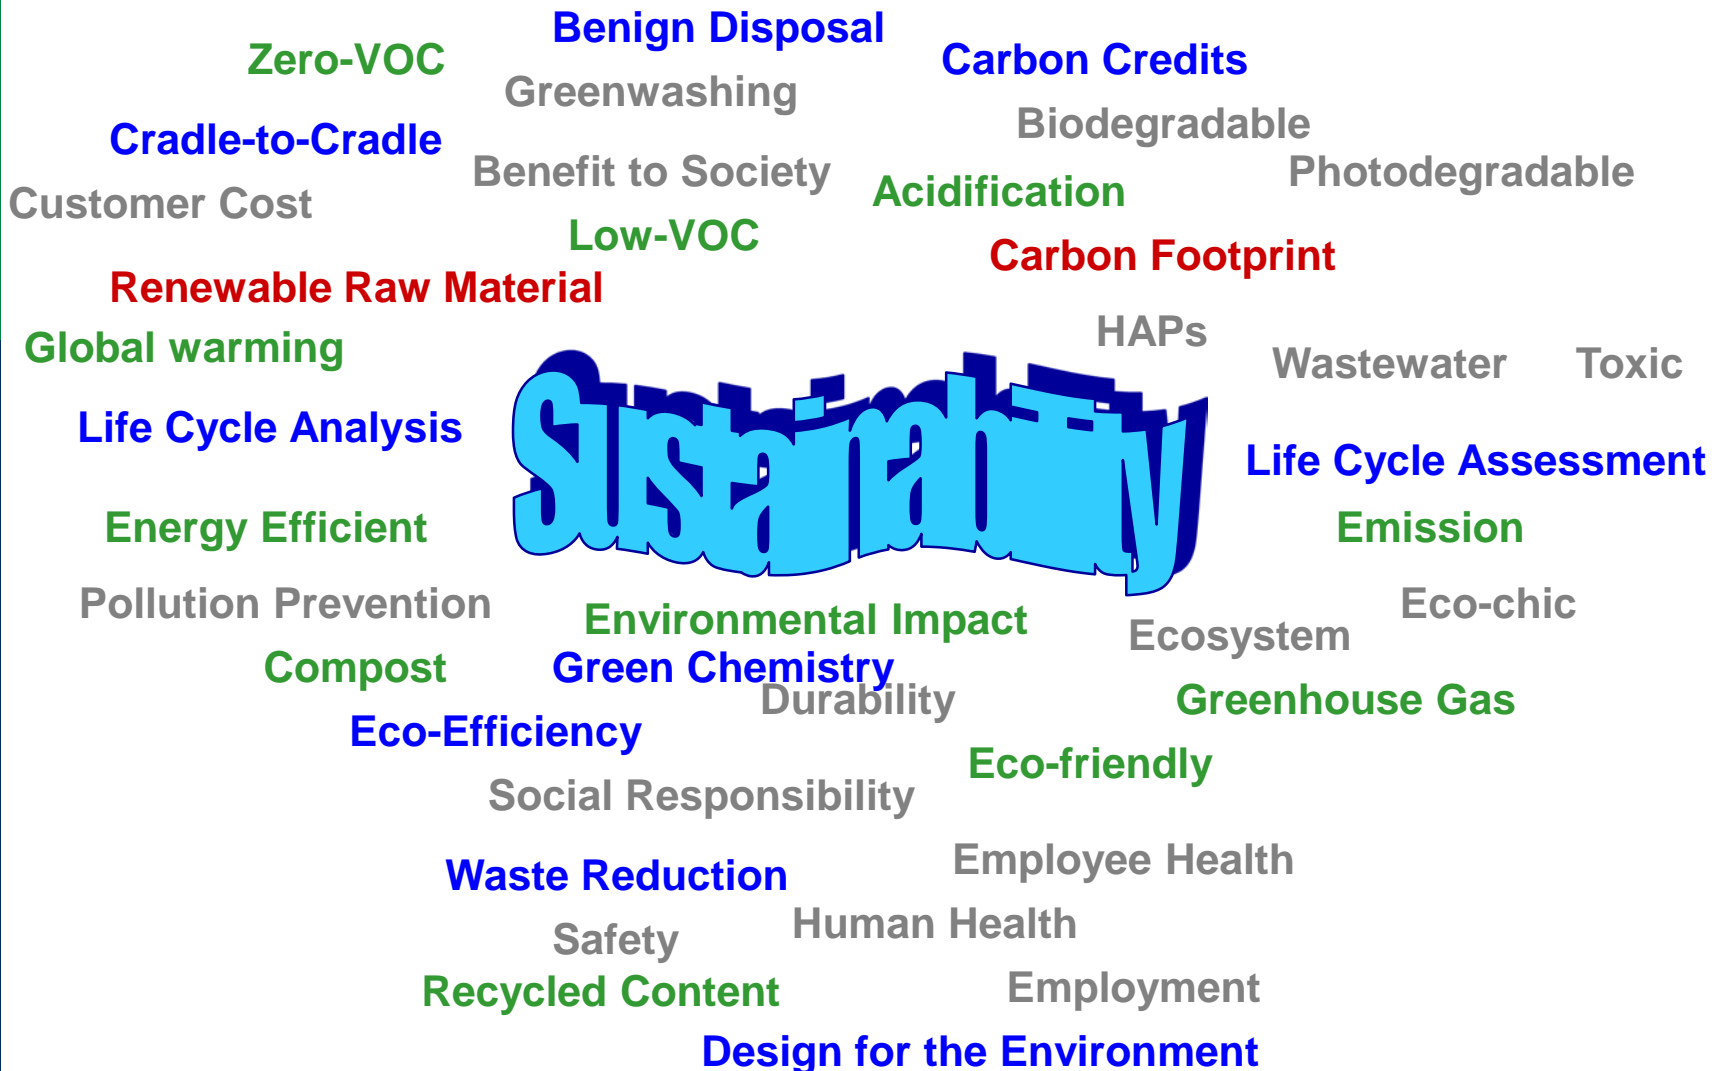 Benign Disposal
Zero-VOC
Carbon Credits
Greenwashing
Biodegradable
Cradle-to-Cradle
Benefit to Society
Photodegradable
Customer Cost
Acidification
Low-VOC
Carbon Footprint
Renewable Raw Material
HAPs
Global warming
Wastewater
Toxic
Sustainability
Life Cycle Analysis
Life Cycle Assessment
Energy Efficient
Emission
Pollution Prevention
Eco-chic
Environmental Impact
Ecosystem
Compost
Green Chemistry
Durability
Greenhouse Gas
Eco-Efficiency
Eco-friendly
Social Responsibility
Employee Health
Waste Reduction
Human Health
Safety
Employment
Recycled Content
Design for the Environment